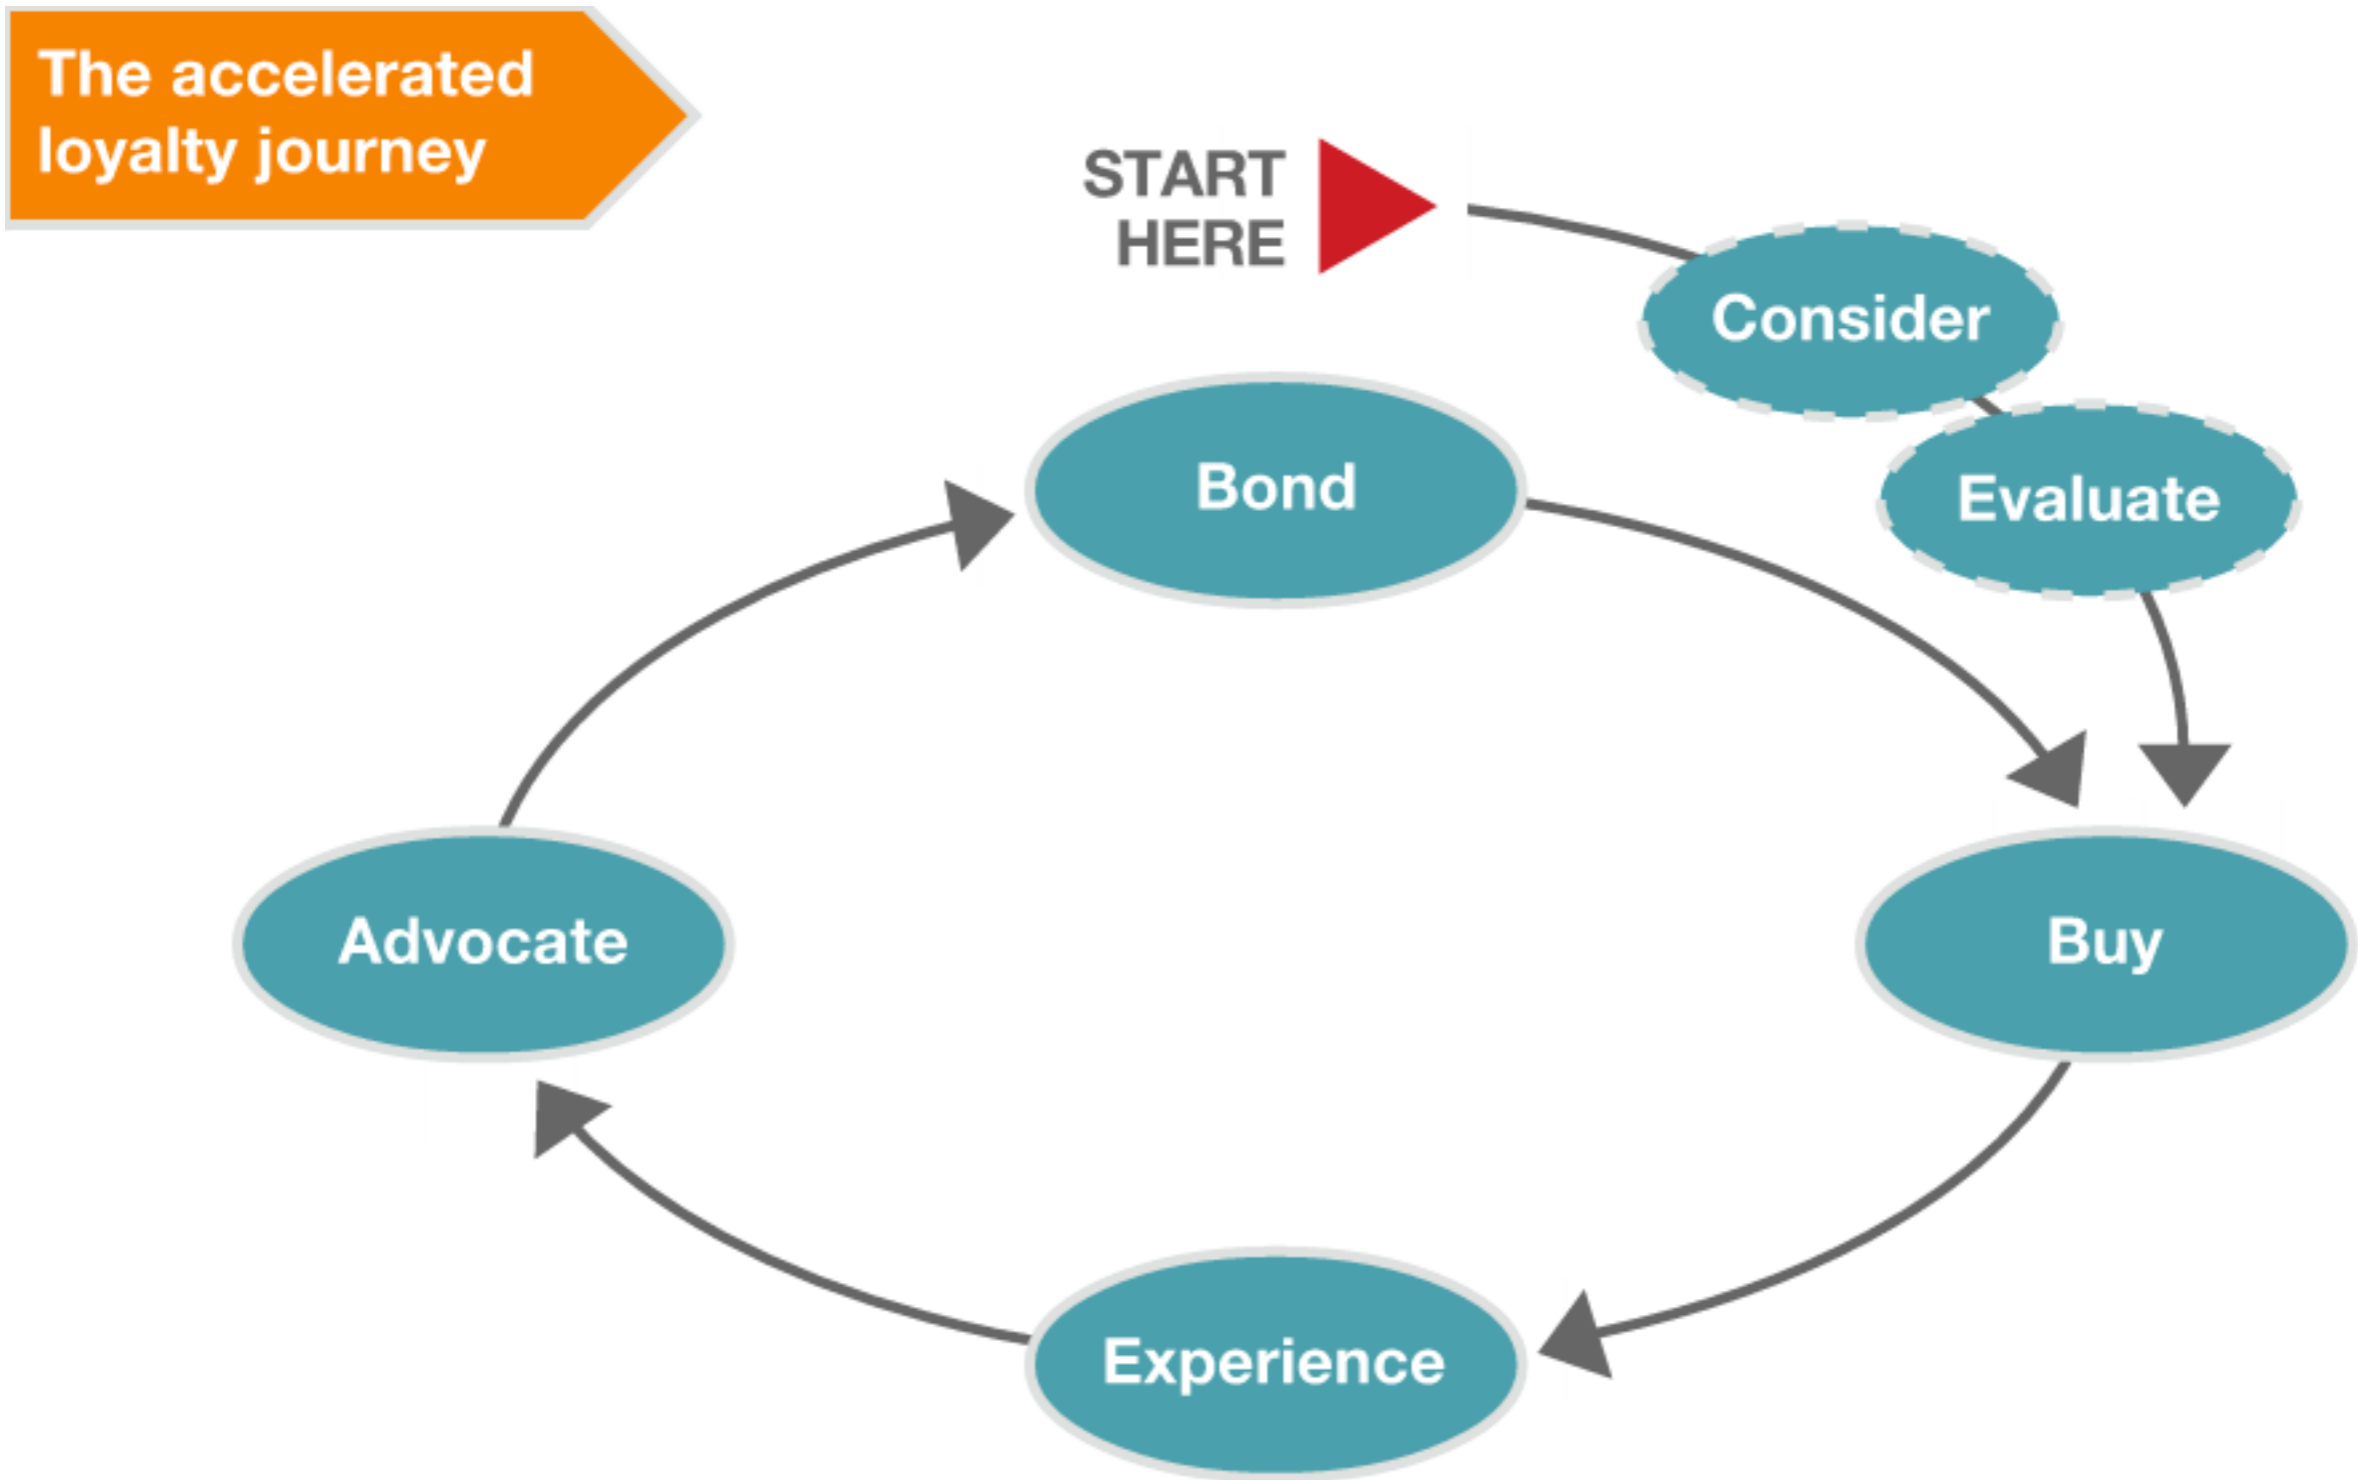 The accelerated
loyalty journey
START
HERE
Consider
Evaluate
Bond
Buy
Advocate
Experience